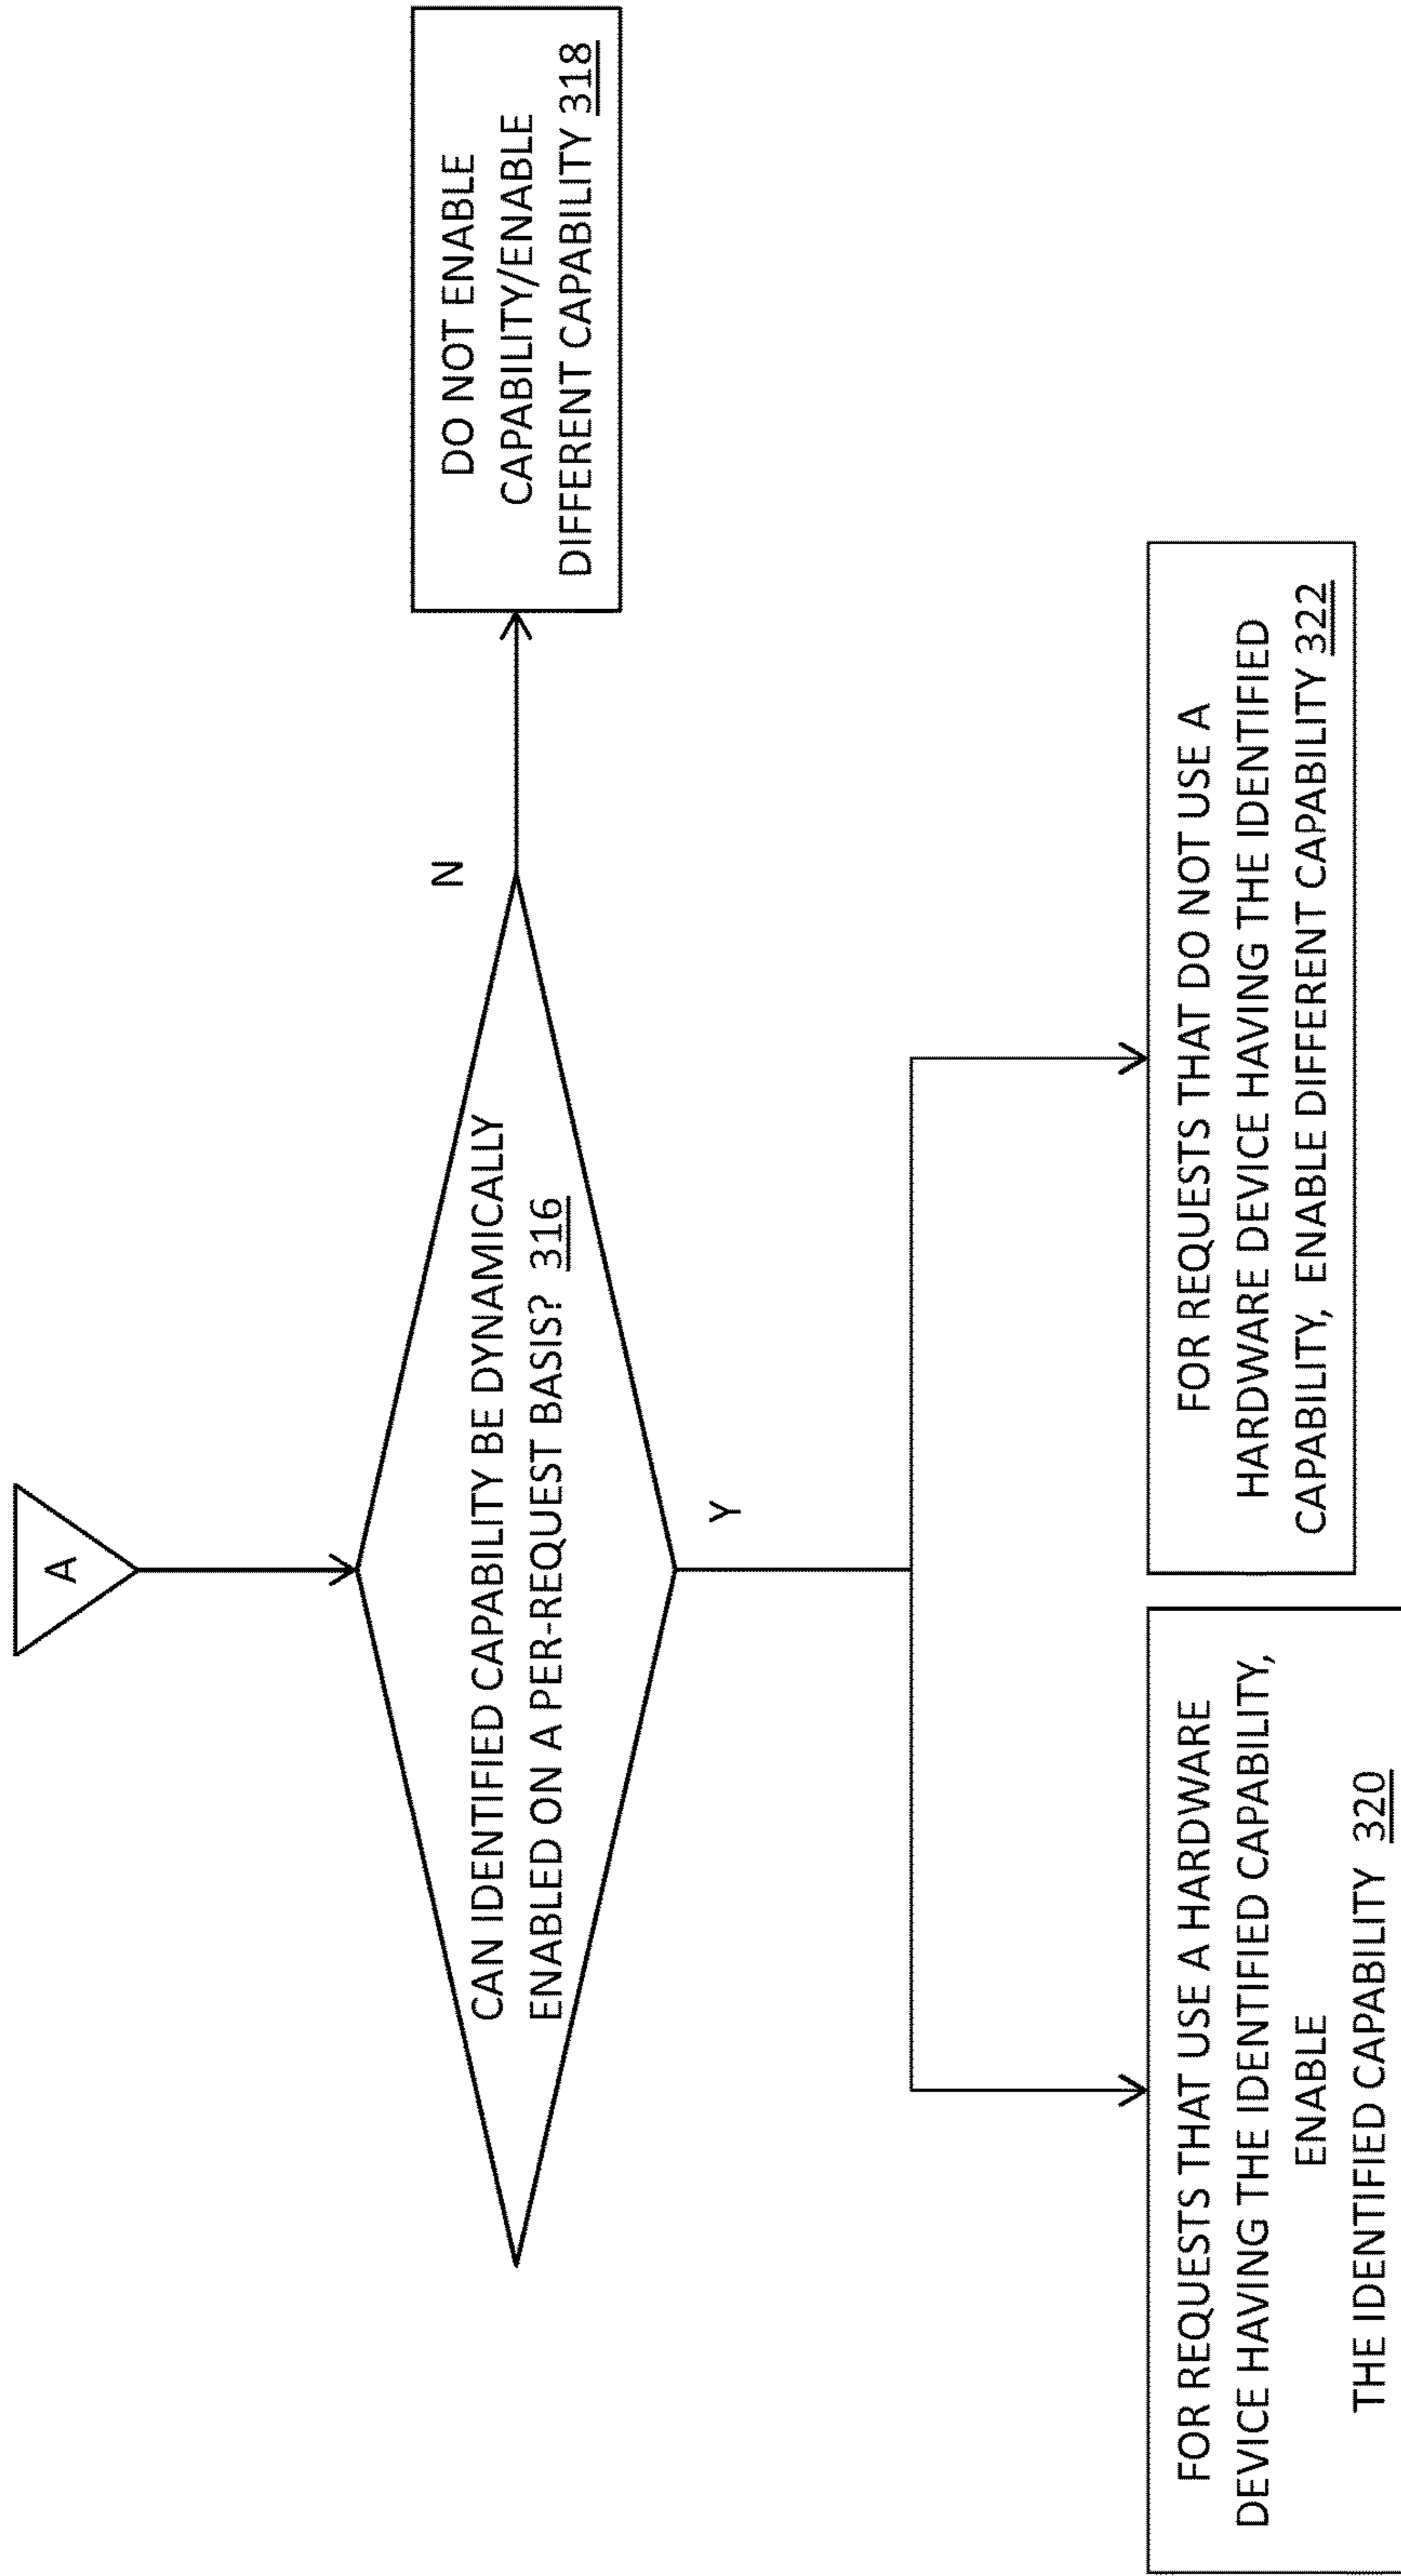 A
CAN IDENTIFIED CAPABILITY BE DYNAMICALLY
ENABLED ON A PER-REQUEST BASIS? 316
N
DO NOT ENABLE
CAPABILITY/ENABLE
DIFFERENT CAPABILITY 318
Y
FOR REQUESTS THAT USE A HARDWARE
DEVICE HAVING THE IDENTIFIED CAPABILITY,
ENABLE
THE IDENTIFIED CAPABILITY 320
FOR REQUESTS THAT DO NOT USE A
HARDWARE DEVICE HAVING THE IDENTIFIED
CAPABILITY, ENABLE DIFFERENT CAPABILITY 322